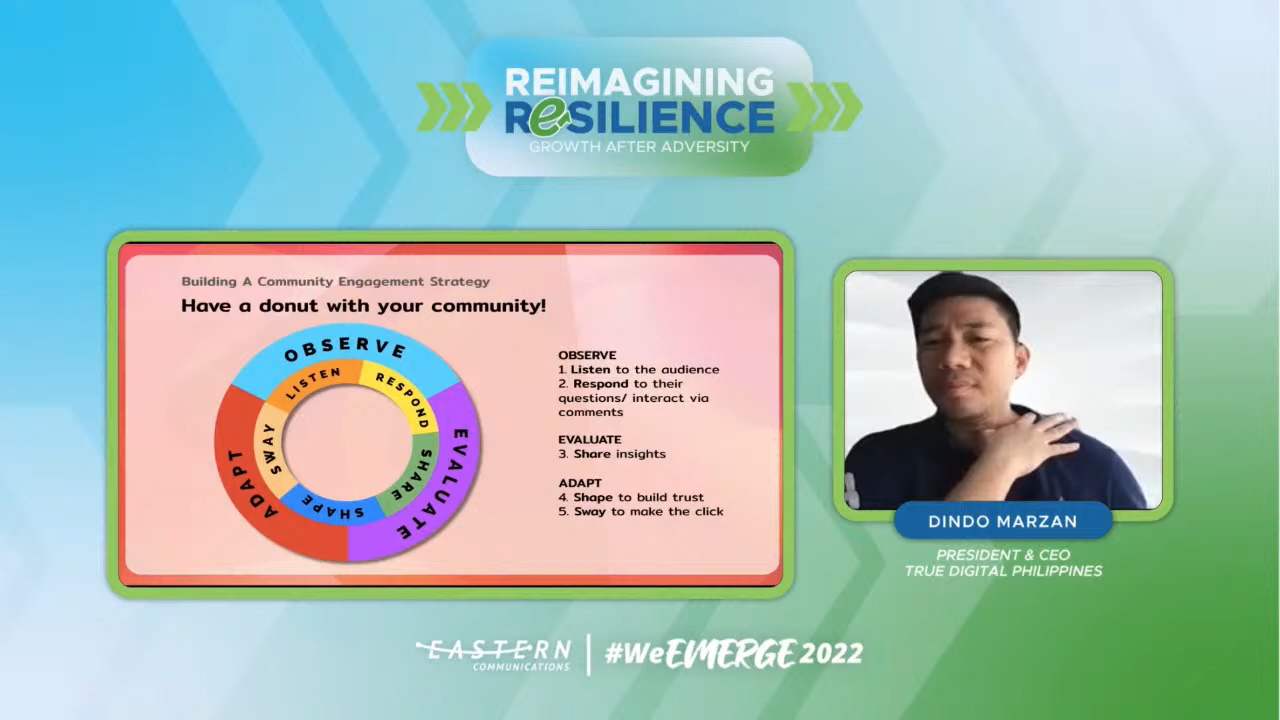 REIMAGINING
ReSILIENCE
GROWTH AFTER ADVERSITY
Building A Community Engagement Strategy
Have a donut with your community!
OBSERVE
LISTEN
RESPOND
EVALUATE
SHARE
SHAPE
SWAY
ADAPT
OBSERVE
1. Listen to the audience
2. Respond to their
questions/ interact via
comments
EVALUATE
3. Share insights
ADAPT
4. Shape to build trust
5. Sway to make the click
DINDO MARZAN
PRESIDENT & CEO
TRUE DIGITAL PHILIPPINES
EASTERN
COMMUNICATIONS
#WeEMERGE2022